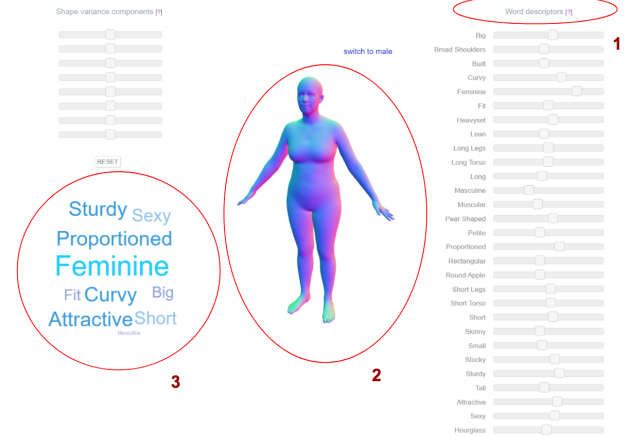 Shape variance components [?]
RESET
switch to male
Word descriptors [?]
1
Big
Broad Shoulders
Built
Curvy
Feminine
Fit
Heavyset
Lean
Long Legs
Long Torso
Long
Masculine
Muscular
Pear Shaped
Petite
Proportioned
Rectangular
Round Apple
Short Legs
Short Torso
Short
Skinny
Small
Stocky
Sturdy
Tall
Attractive
Sexy
Hourglass
Sturdy Sexy
Proportioned
Feminine
Fit Curvy Big
Attractive Short
Masculine
3
2